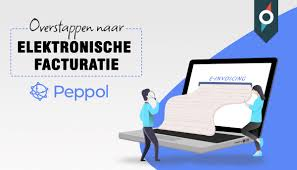 Overstappen naar
ELEKTRONISCHE
FACTURATIE
Peppol
E-INVOICING